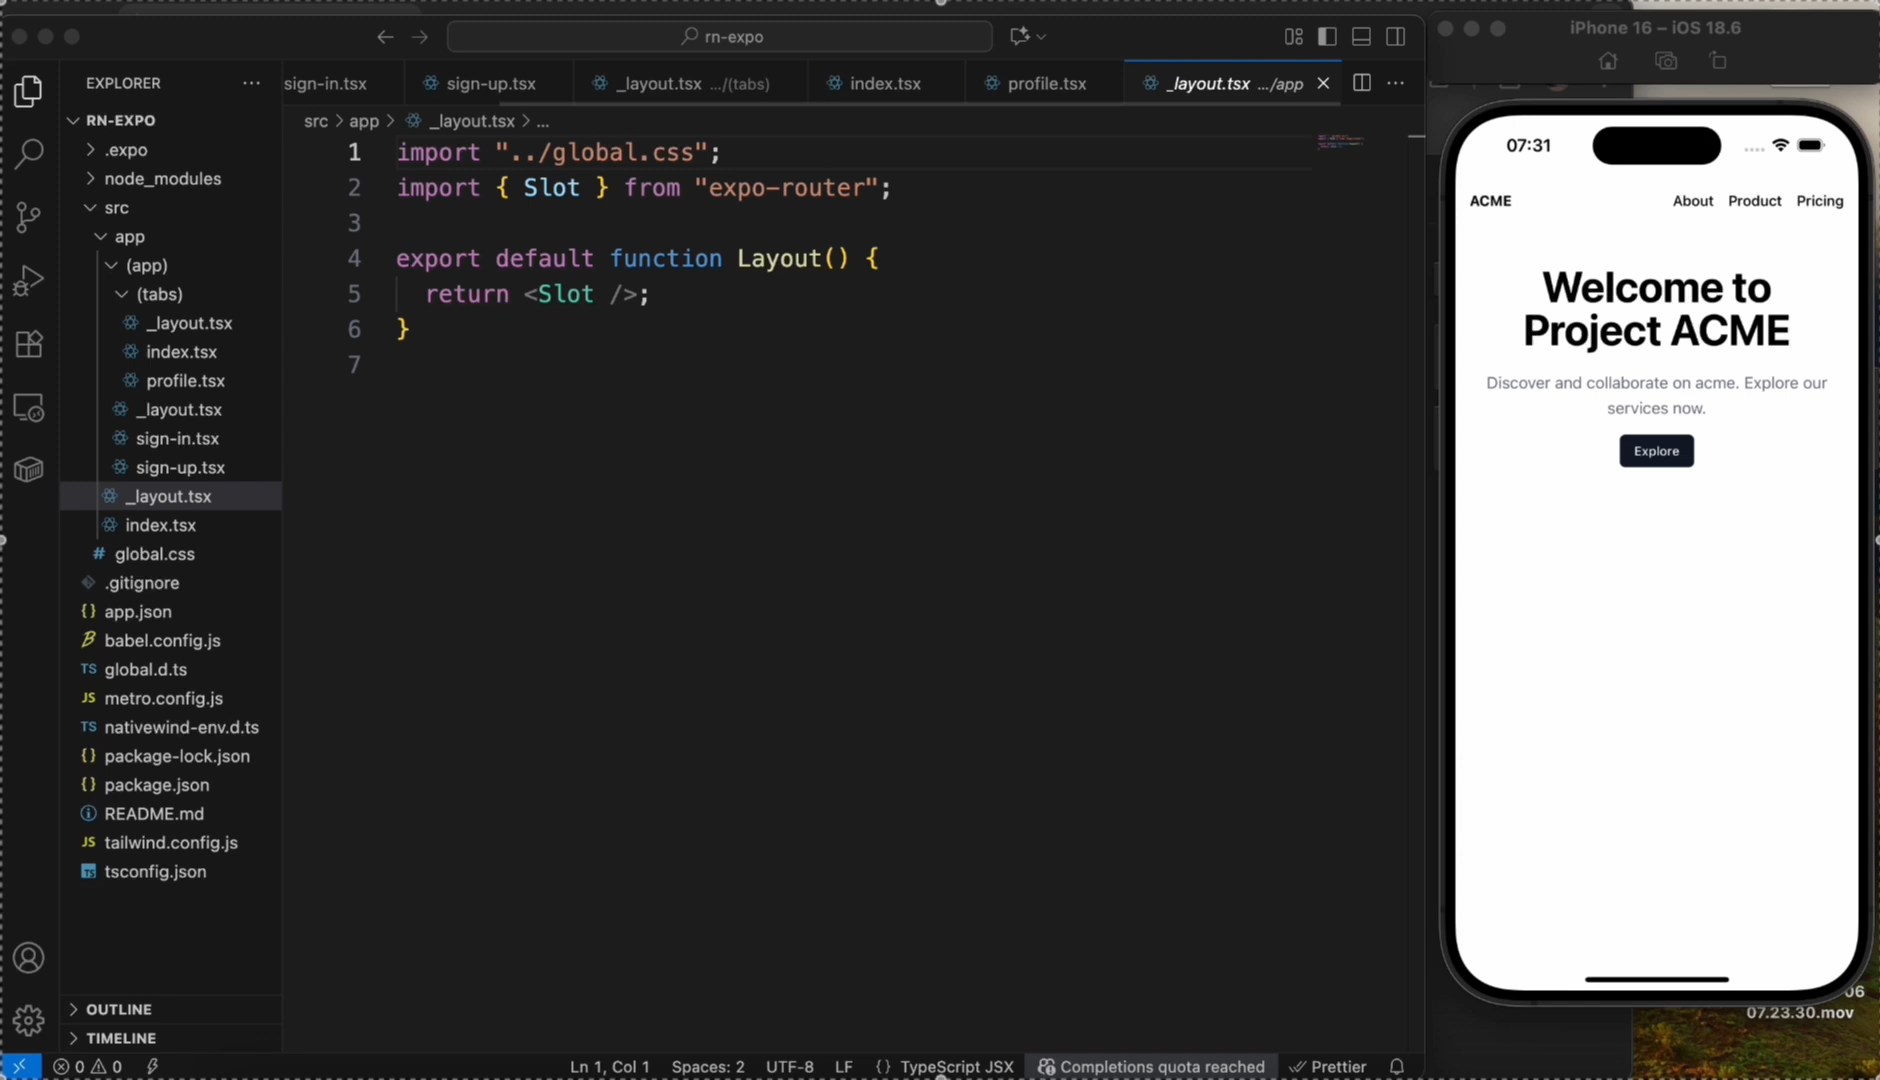 rn-expo
EXPLORER
sign-in.tsx
sign-up.tsx
_layout.tsx .../(tabs)
index.tsx
profile.tsx
_layout.tsx .../app
RN-EXPO
.expo
node_modules
src
app
(app)
(tabs)
_layout.tsx
index.tsx
profile.tsx
_layout.tsx
sign-in.tsx
sign-up.tsx
_layout.tsx
index.tsx
# global.css
.gitignore
{} app.json
babel.config.js
TS global.d.ts
JS metro.config.js
TS nativewind-env.d.ts
{} package-lock.json
{} package.json
README.md
JS tailwind.config.js
TS tsconfig.json
OUTLINE
TIMELINE
src > app > _layout.tsx > ...
1 import "../global.css";
2 import { Slot } from "expo-router";
3
4 export default function Layout() {
5 return <Slot />;
6 }
7
0 0
Ln 1, Col 1
Spaces: 2
UTF-8
LF
{} TypeScript JSX
Completions quota reached
Prettier
iPhone 16 – iOS 18.6
07:31
ACME
About Product Pricing
Welcome to
Project ACME
Discover and collaborate on acme. Explore our
services now.
Explore
06
07.23.30.mov